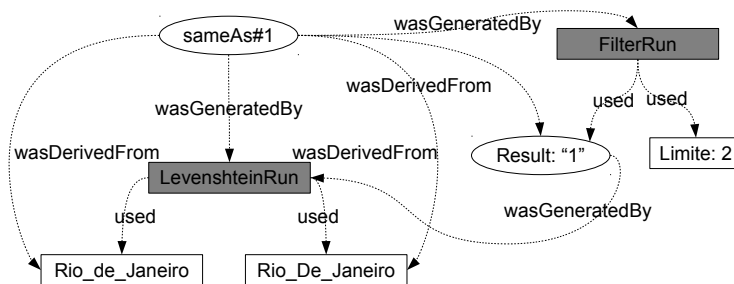 wasGeneratedBy
sameAs#1
FilterRun
wasDerivedFrom
wasGeneratedBy
used
used
wasDerivedFrom
wasDerivedFrom
Result: “1”
Limite: 2
LevenshteinRun
wasGeneratedBy
used
used
Rio_de_Janeiro
Rio_De_Janeiro